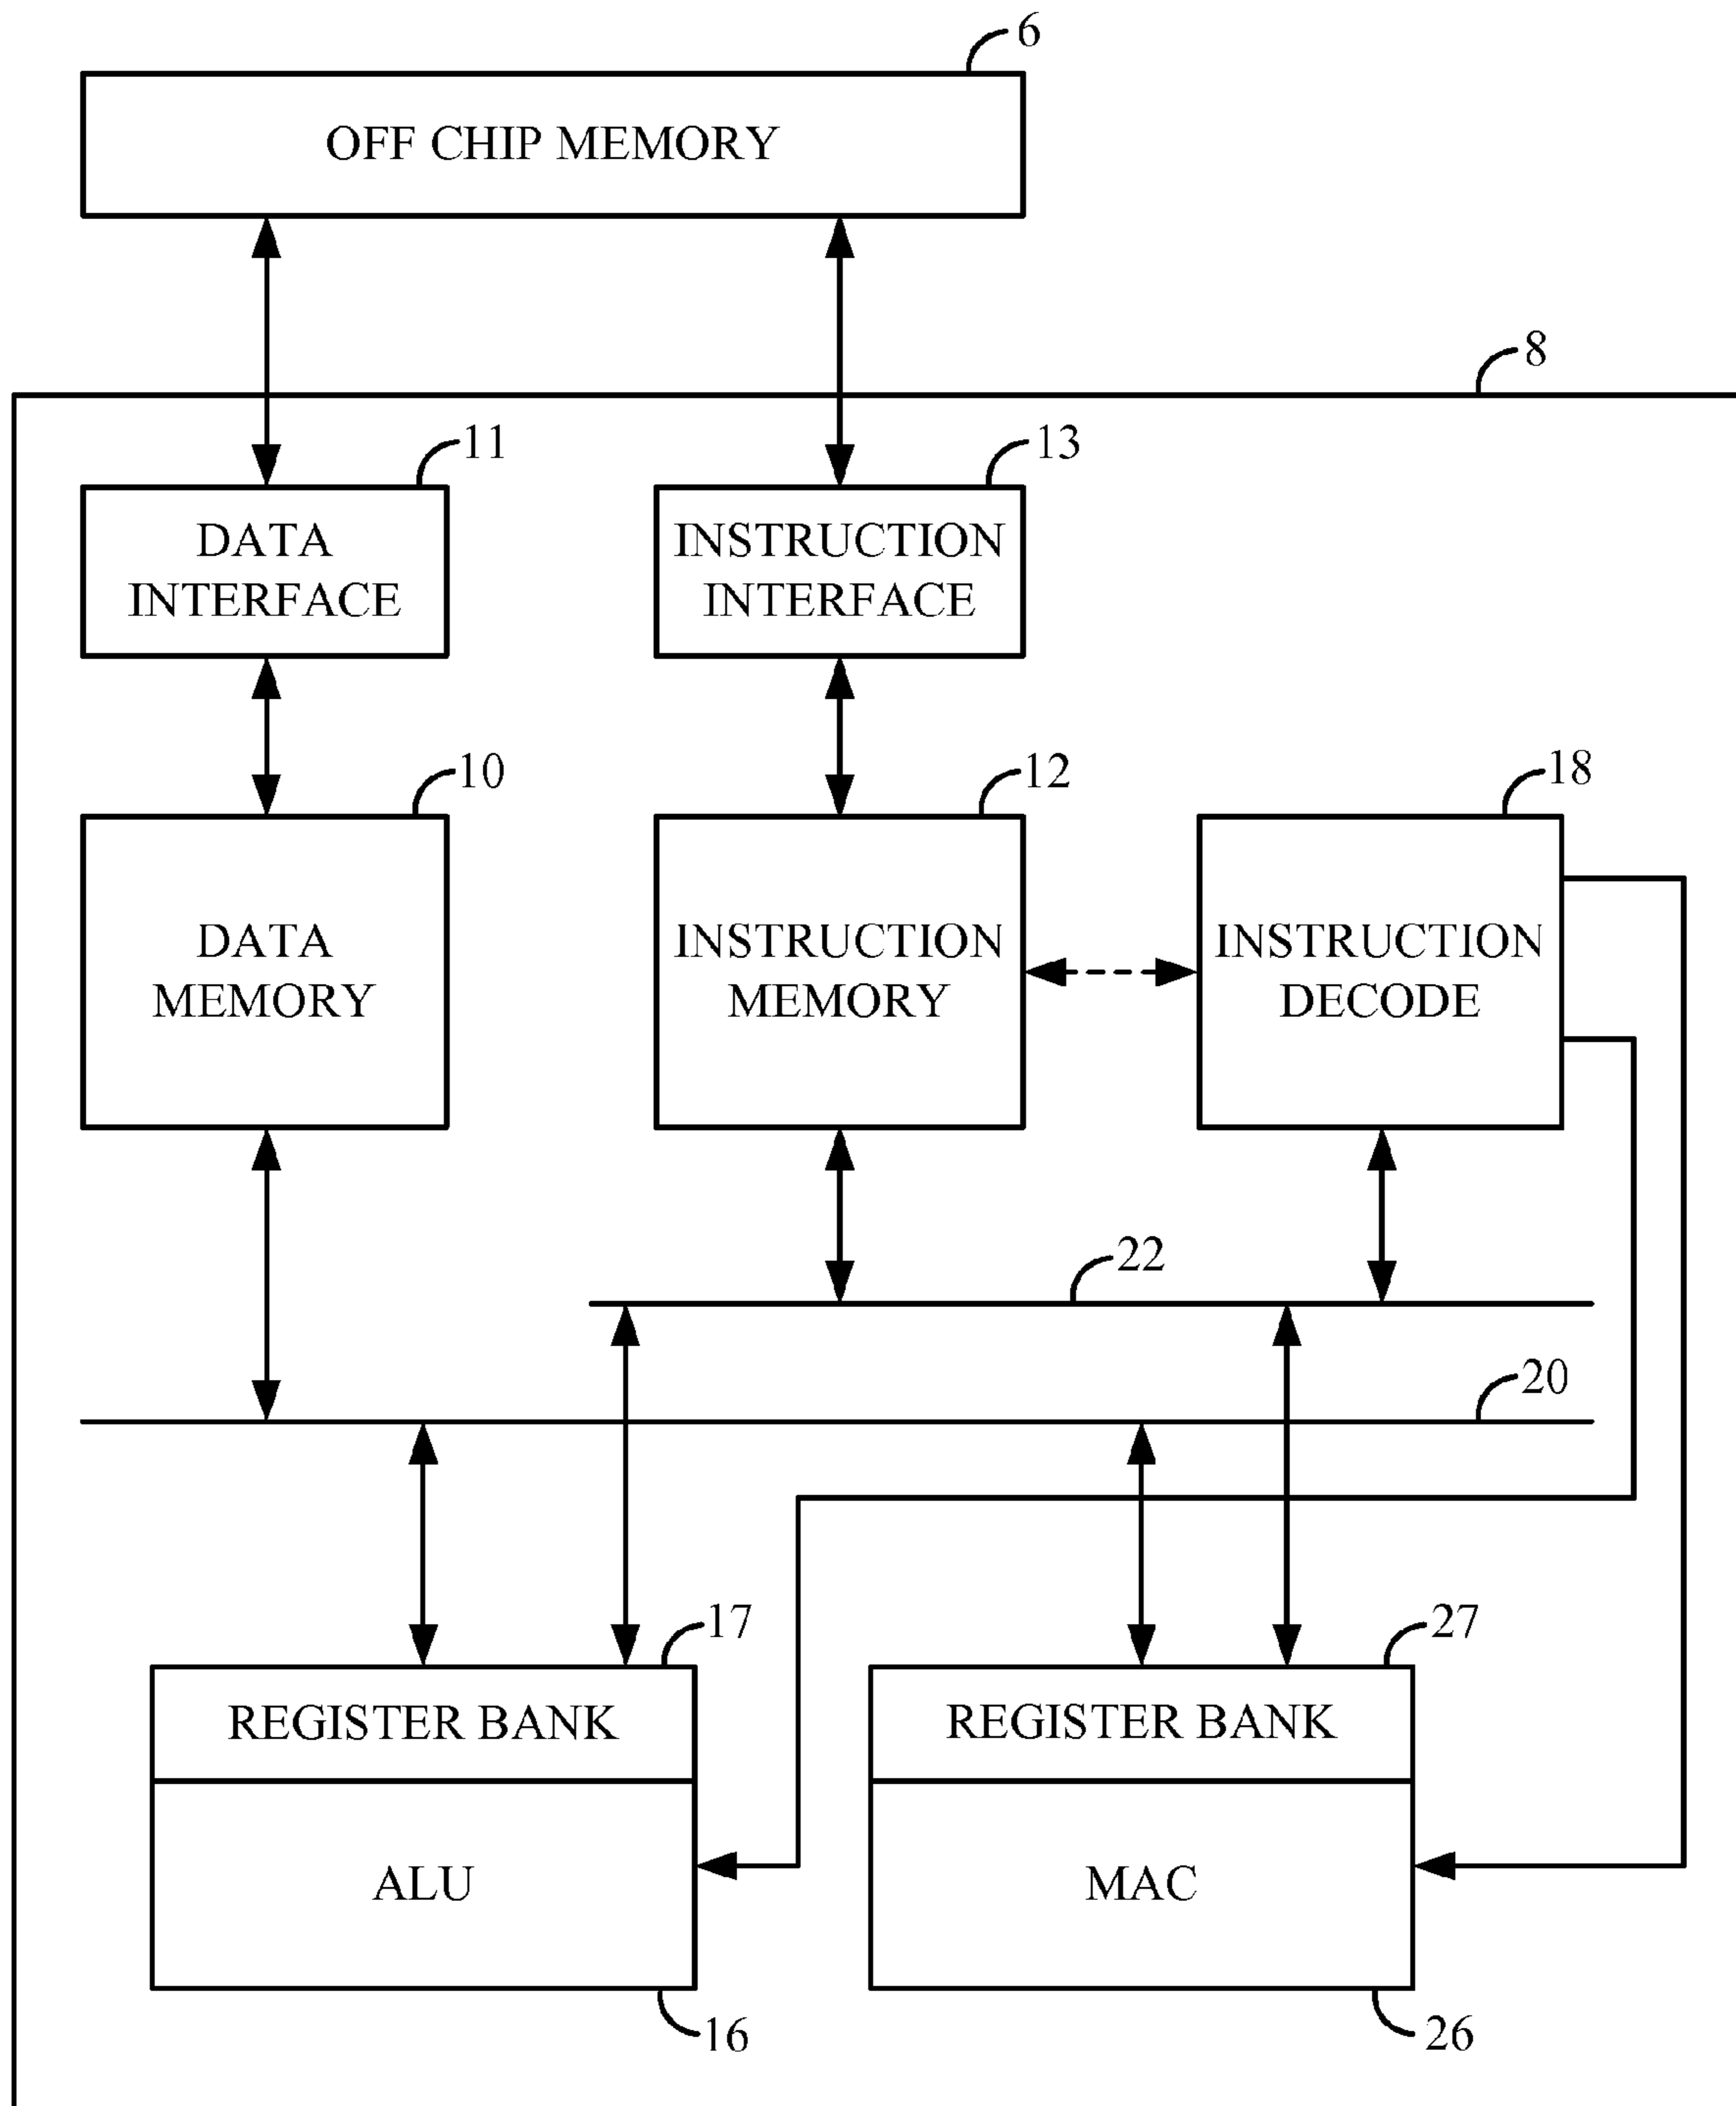 6
OFF CHIP MEMORY
8
11
13
DATA
INTERFACE
INSTRUCTION
INTERFACE
10
12
18
DATA
MEMORY
INSTRUCTION
MEMORY
INSTRUCTION
DECODE
22
20
17
27
REGISTER BANK
REGISTER BANK
ALU
MAC
16
26